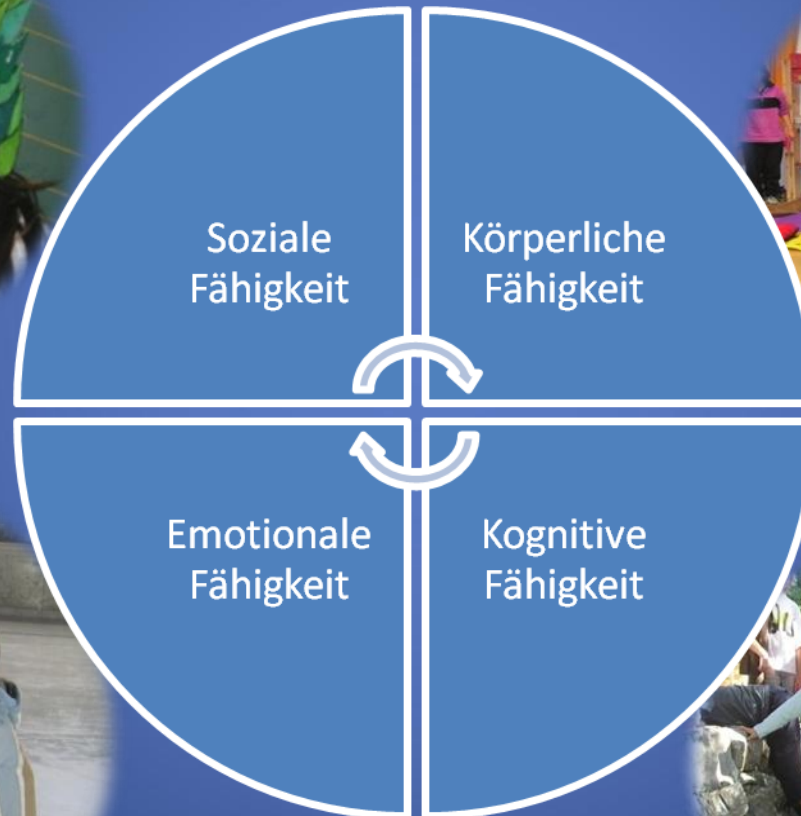 Soziale
Fähigkeit
Körperliche
Fähigkeit
Emotionale
Fähigkeit
Kognitive
Fähigkeit